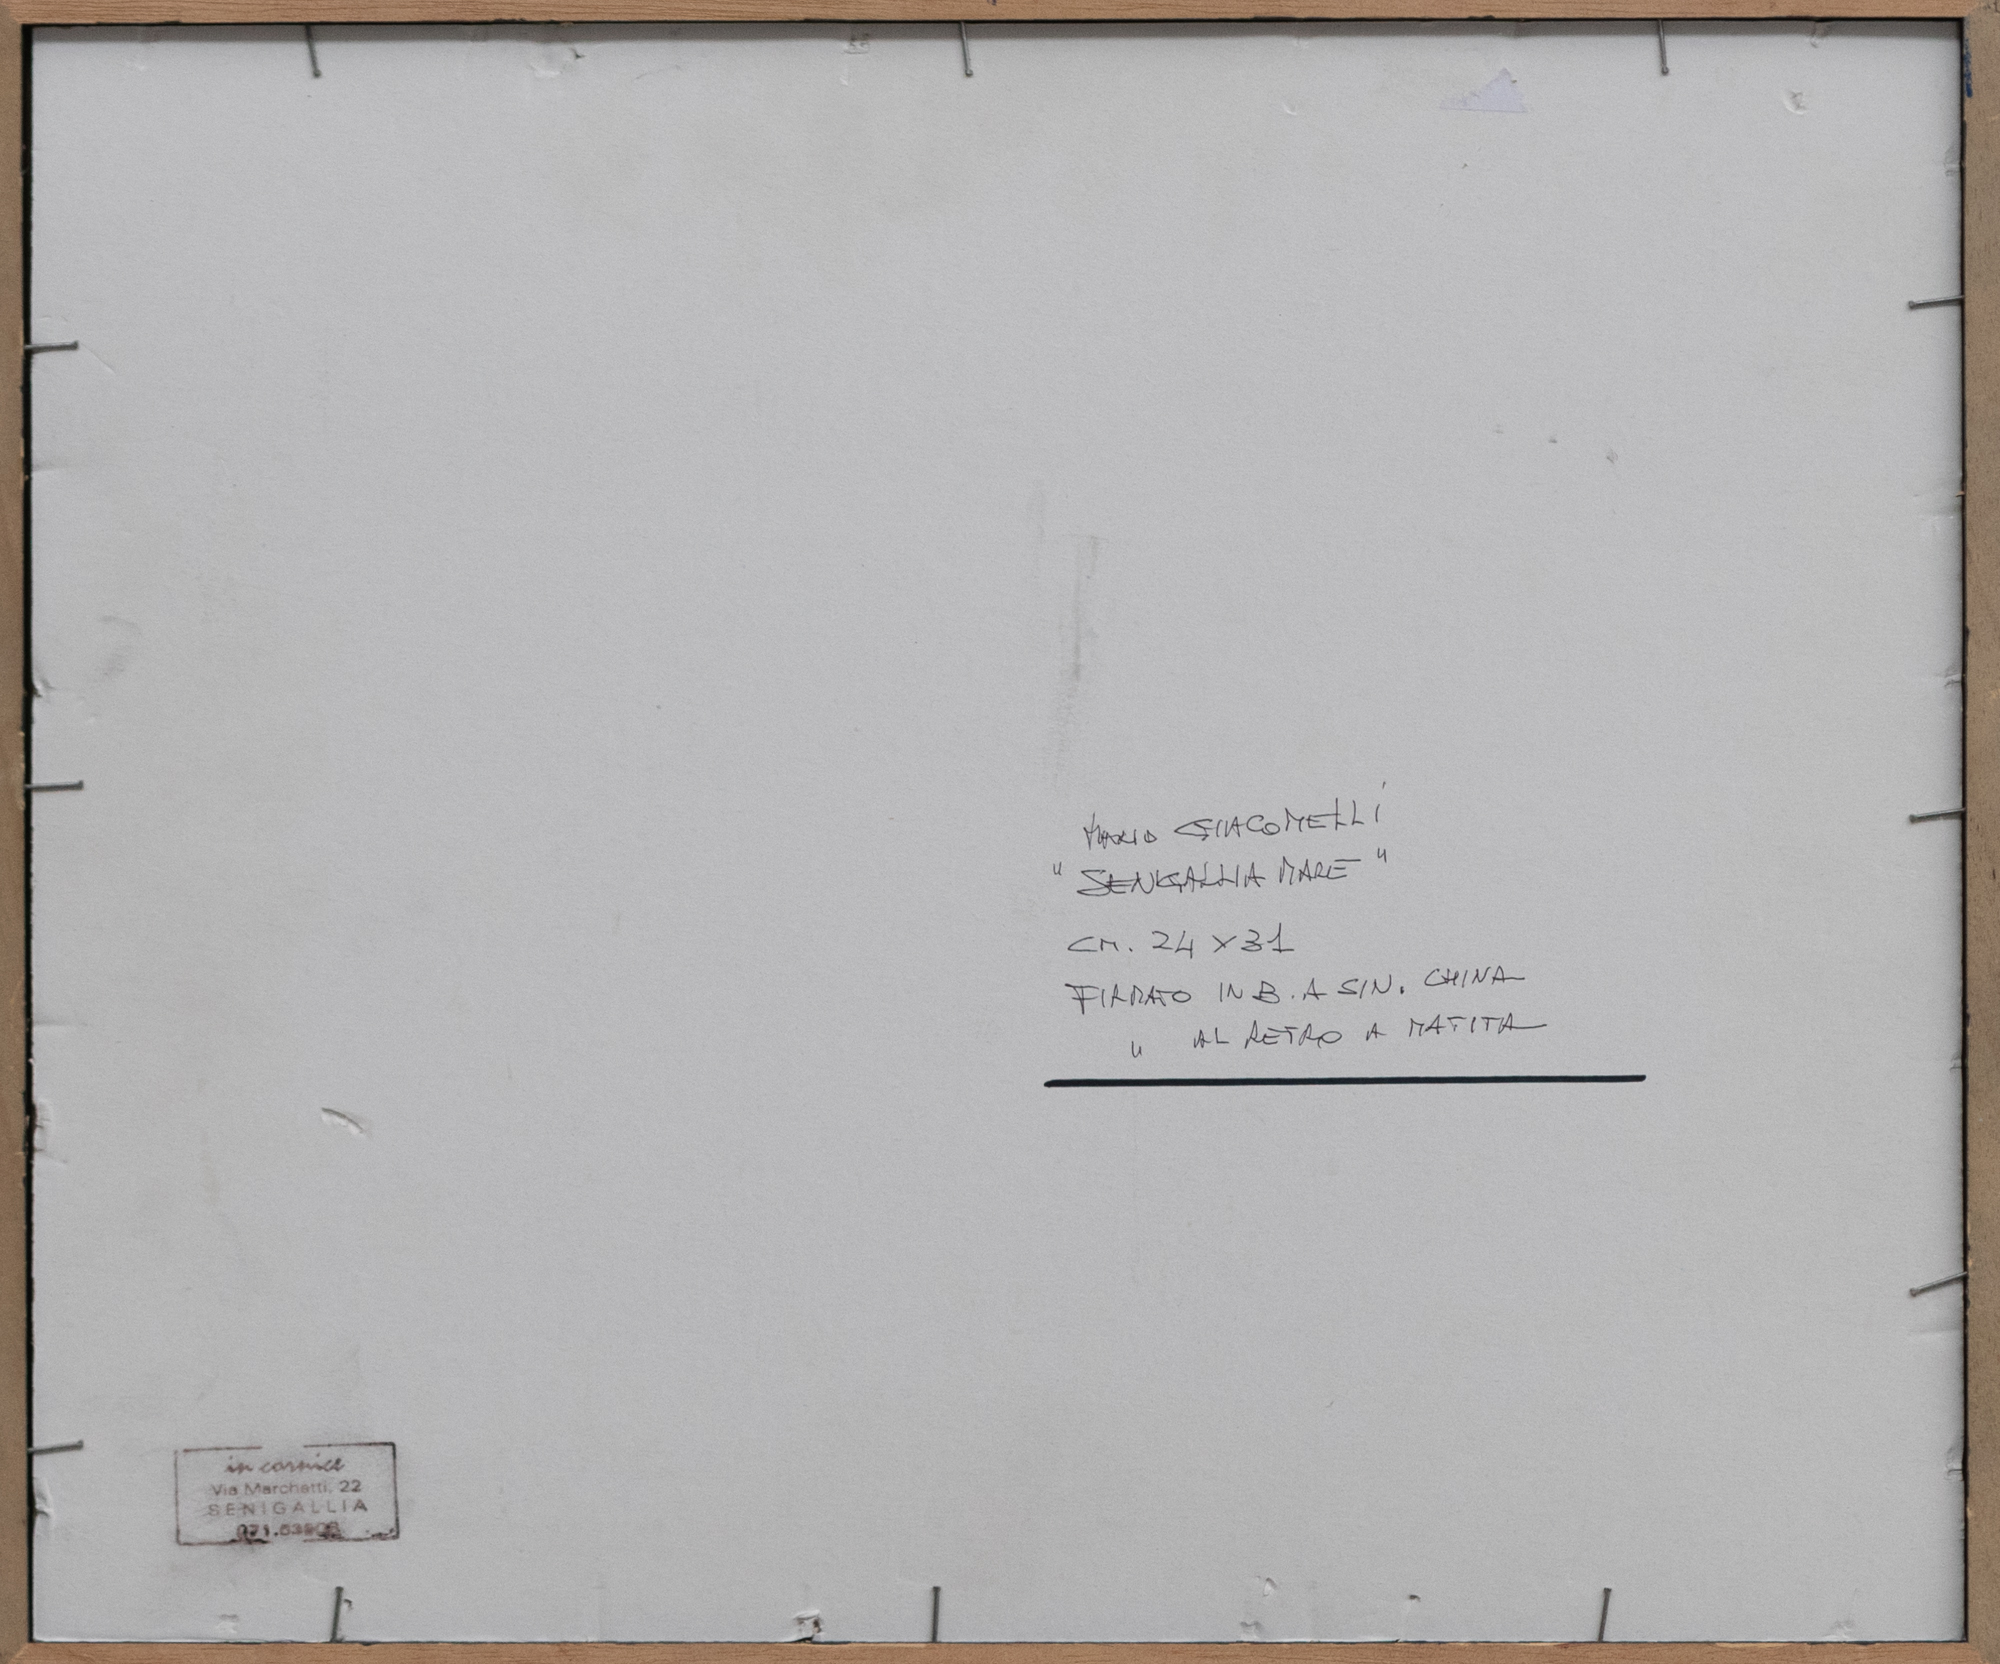 MARIO GIACOMELLI
" SENIGALLIA MARE "
CM. 24 X 31
FIRMATO IN B. A SIN. CHINA
" AL RETRO A MATITA
in cornice
Via Marchetti, 22
SENIGALLIA